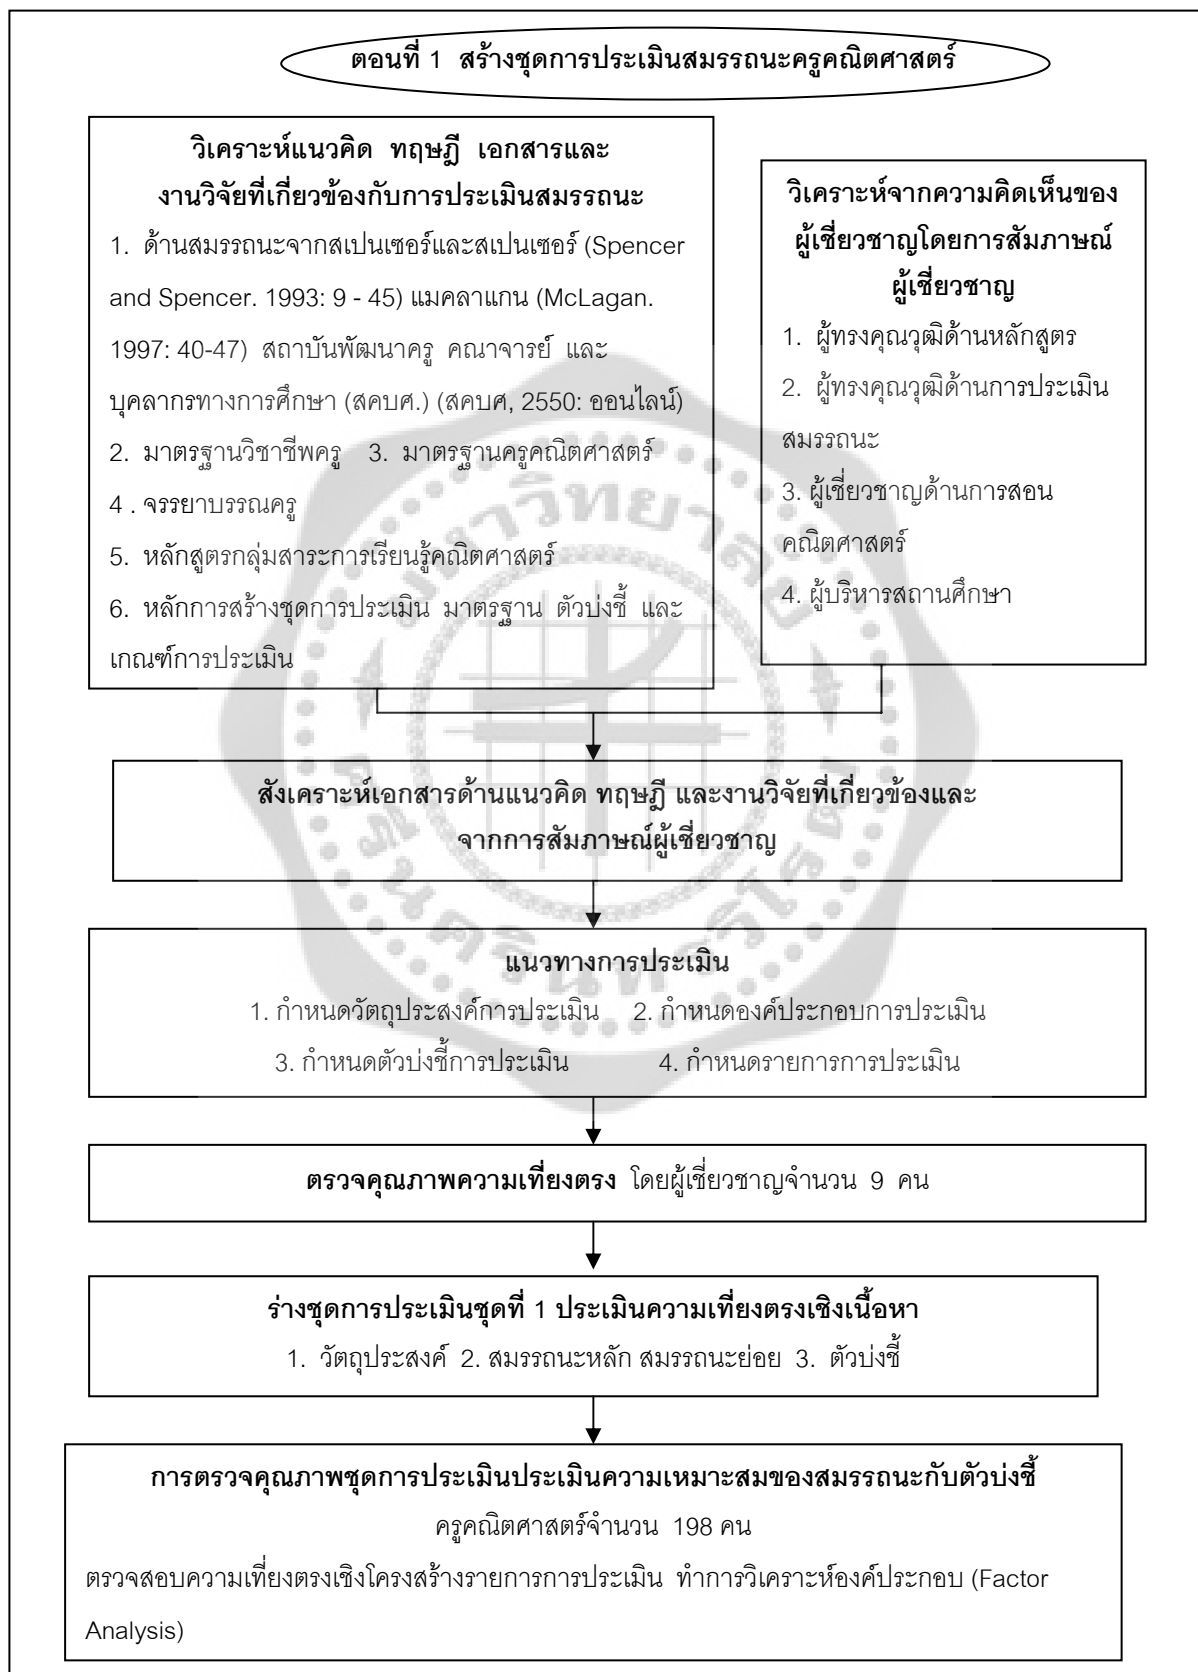 ตอนที่ 1 สร้างชุดการประเมินสมรรถนะครูคณิตศาสตร์
วิเคราะห์แนวคิด ทฤษฎี เอกสารและ
งานวิจัยที่เกี่ยวข้องกับการประเมินสมรรถนะ
1. ด้านสมรรถนะจากสเปนเซอร์และสเปนเซอร์ (Spencer
and Spencer. 1993: 9 - 45) แมคลาแกน (McLagan.
1997: 40-47) สถาบันพัฒนาครู คณาจารย์ และ
บุคลากรทางการศึกษา (สคบศ.) (สคบศ, 2550: ออนไลน์)
2. มาตรฐานวิชาชีพครู 3. มาตรฐานครูคณิตศาสตร์
4 . จรรยาบรรณครู
5. หลักสูตรกลุ่มสาระการเรียนรู้คณิตศาสตร์
6. หลักการสร้างชุดการประเมิน มาตรฐาน ตัวบ่งชี้ และ
เกณฑ์การประเมิน
วิเคราะห์จากความคิดเห็นของ
ผู้เชี่ยวชาญโดยการสัมภาษณ์
ผู้เชี่ยวชาญ
1. ผู้ทรงคุณวุฒิด้านหลักสูตร
2. ผู้ทรงคุณวุฒิด้านการประเมิน
สมรรถนะ
3. ผู้เชี่ยวชาญด้านการสอน
คณิตศาสตร์
4. ผู้บริหารสถานศึกษา
สังเคราะห์เอกสารด้านแนวคิด ทฤษฎี และงานวิจัยที่เกี่ยวข้องและ
จากการสัมภาษณ์ผู้เชี่ยวชาญ
แนวทางการประเมิน
1. กำหนดวัตถุประสงค์การประเมิน 2. กำหนดองค์ประกอบการประเมิน
3. กำหนดตัวบ่งชี้การประเมิน 4. กำหนดรายการการประเมิน
ตรวจคุณภาพความเที่ยงตรง โดยผู้เชี่ยวชาญจำนวน 9 คน
ร่างชุดการประเมินชุดที่ 1 ประเมินความเที่ยงตรงเชิงเนื้อหา
1. วัตถุประสงค์ 2. สมรรถนะหลัก สมรรถนะย่อย 3. ตัวบ่งชี้
การตรวจคุณภาพชุดการประเมินประเมินความเหมาะสมของสมรรถนะกับตัวบ่งชี้
ครูคณิตศาสตร์จำนวน 198 คน
ตรวจสอบความเที่ยงตรงเชิงโครงสร้างรายการการประเมิน ทำการวิเคราะห์องค์ประกอบ (Factor
Analysis)
มหาวิทยาลัย
ศรีนครินทรวิโรฒ